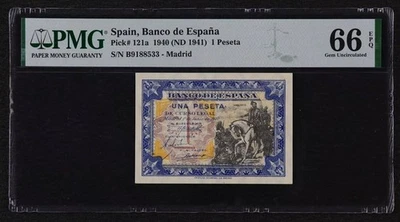 PMG
PAPER MONEY GUARANTY
Spain, Banco de España
Pick# 121a 1940 (ND 1941) 1 Peseta
S/N B9188533 - Madrid
66 EPQ
Gem Uncirculated
BANCO DE ESPAÑA
UNA PESETA